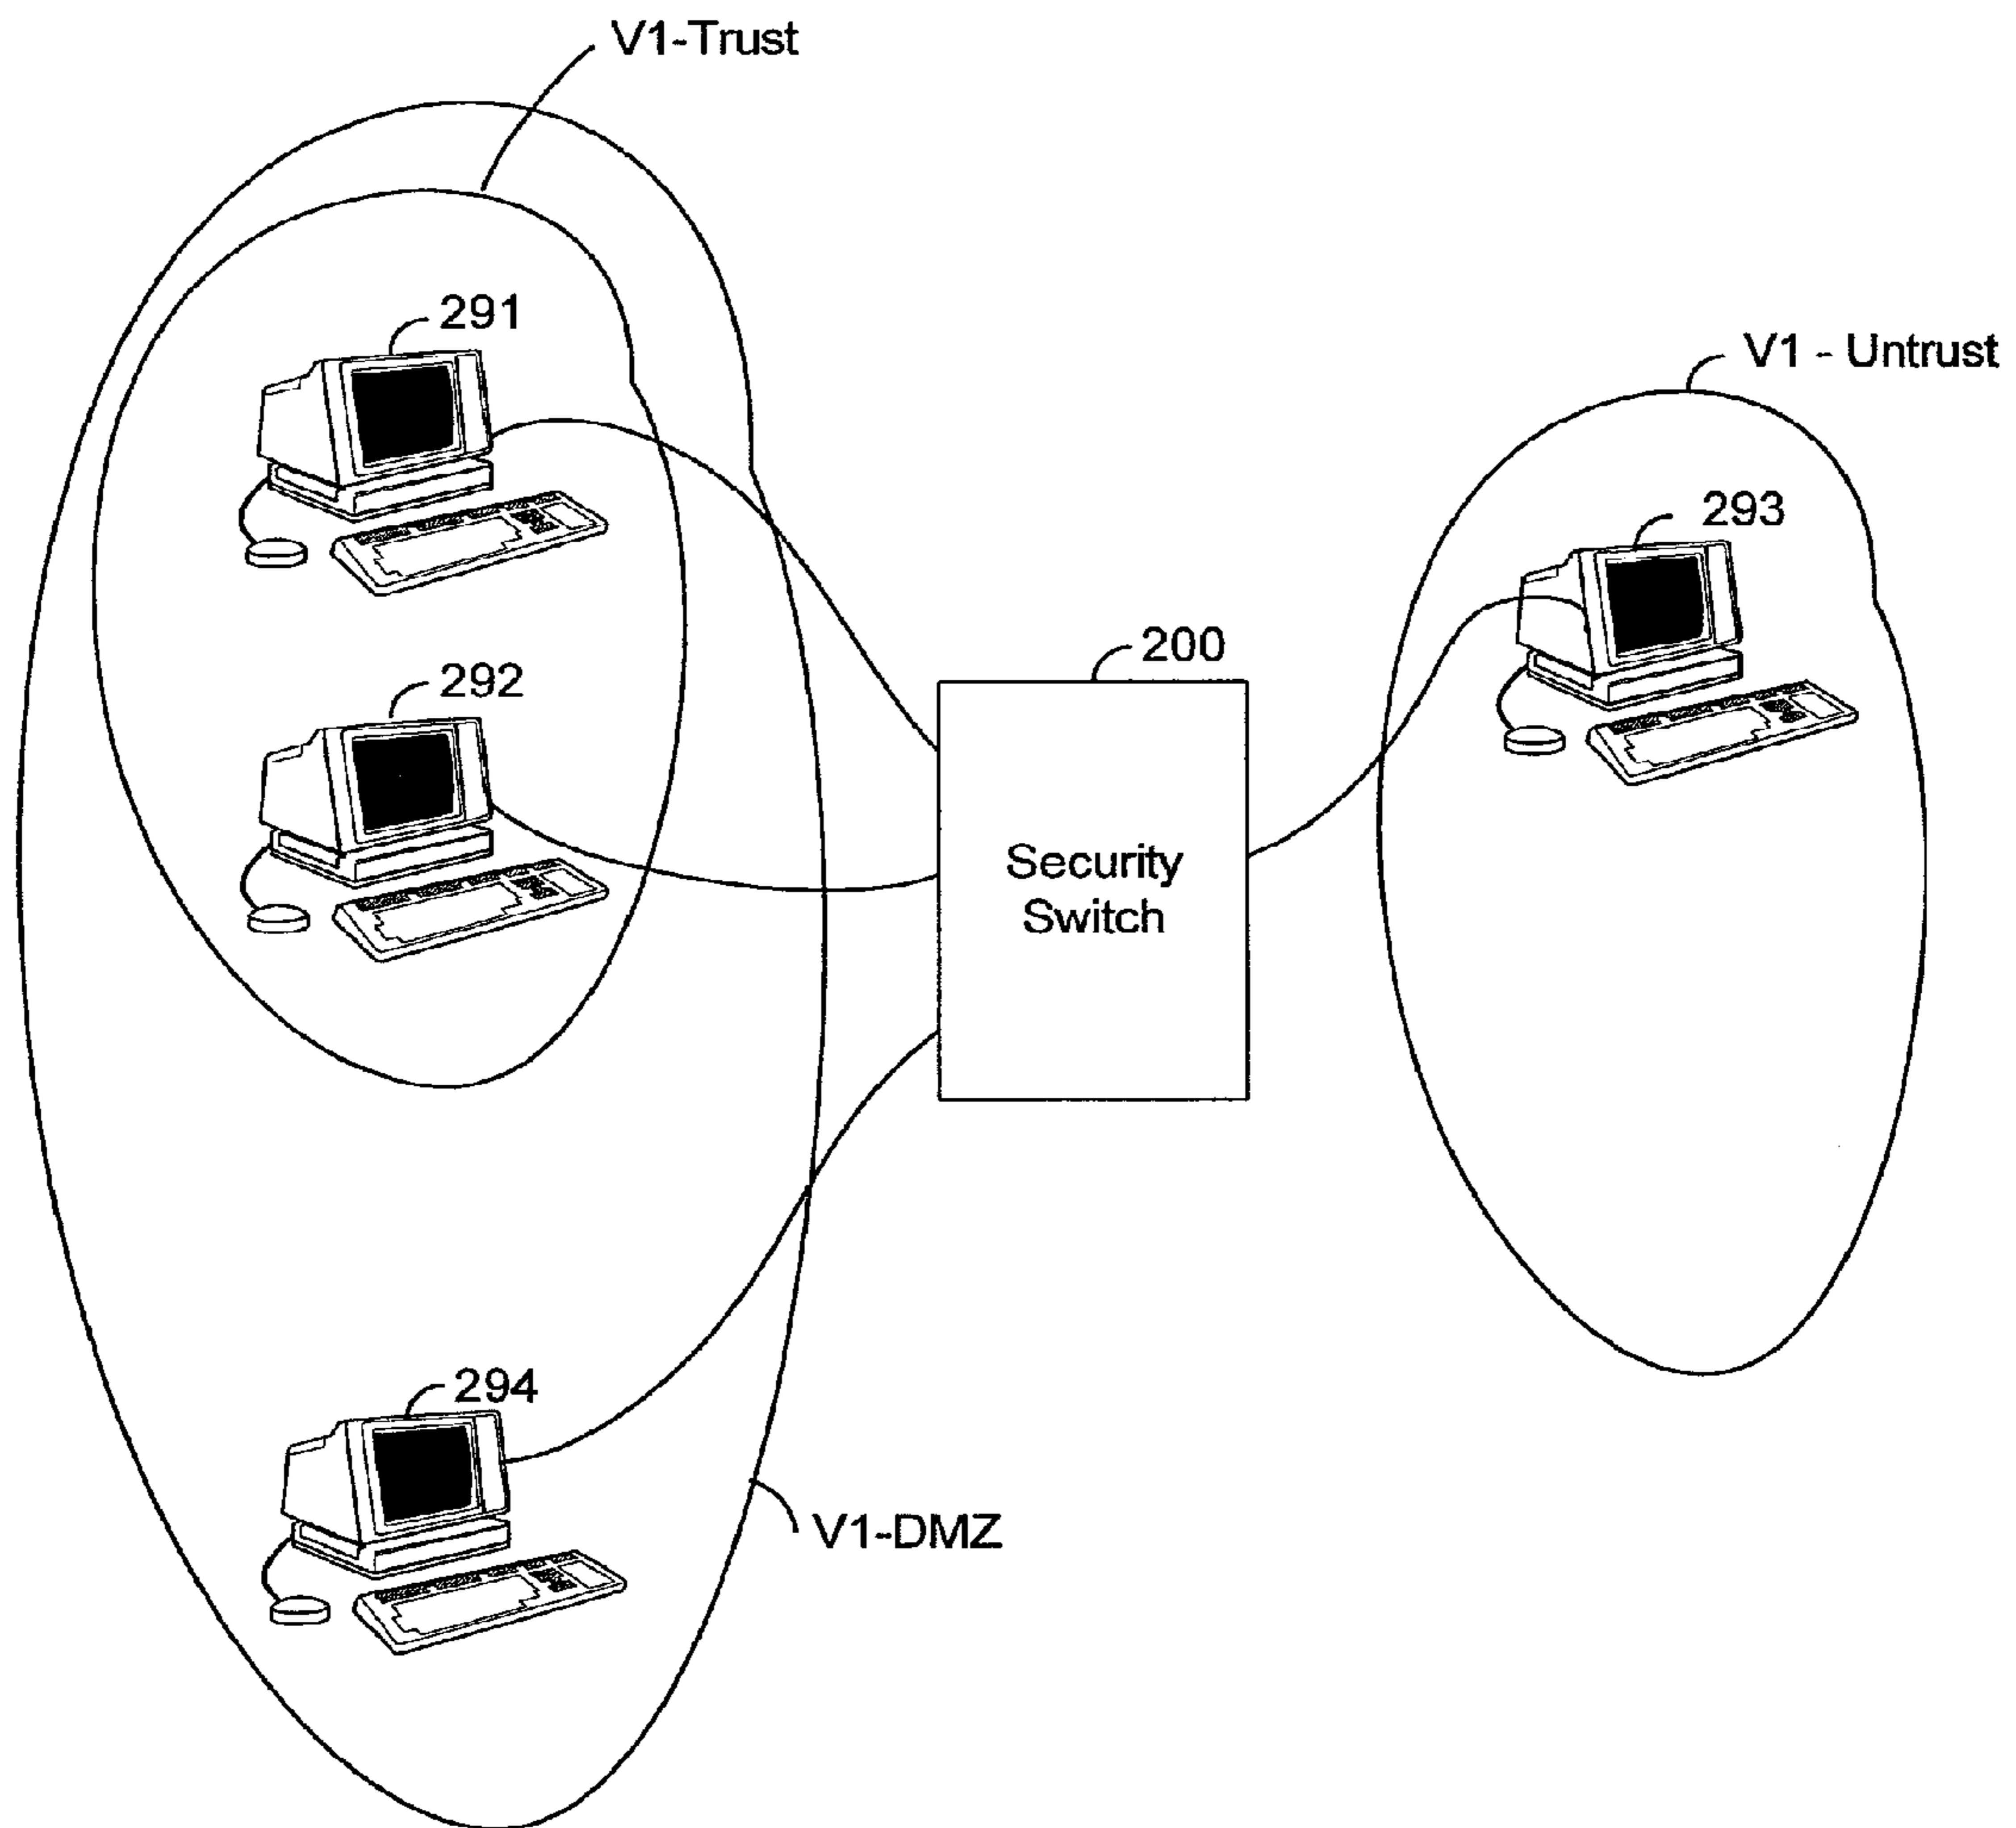 V1-Trust
291
V1 - Untrust
293
200
292
Security
Switch
294
V1-DMZ